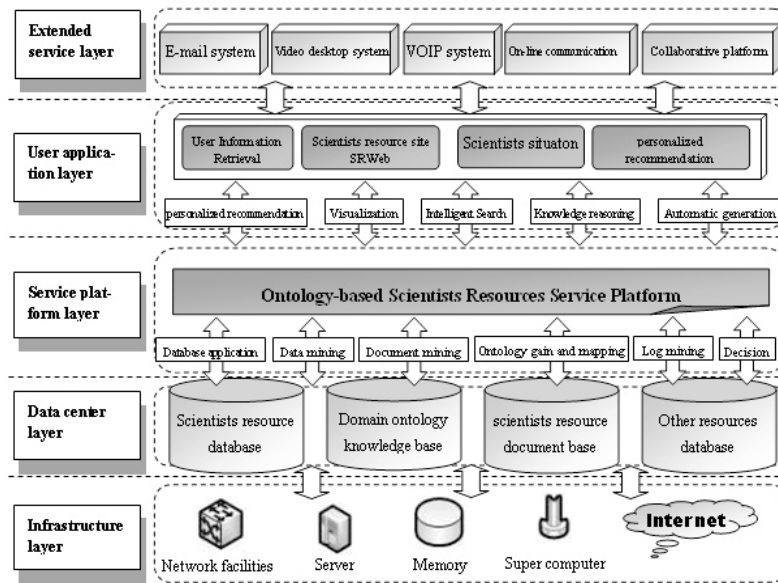 Extended
service layer
E-mail system
Video desktop system
VOIP system
On-line communication
Collaborative platform
User applica-
tion layer
User Information
Retrieval
Scientists resource site
SRWeb
Scientists situaton
personalized
recommendation
personalized recommendation
Visualization
Intelligent Search
Knowledge reasoning
Automatic generation
Service plat-
form layer
Ontology-based Scientists Resources Service Platform
Database application
Data mining
Document mining
Ontology gain and mapping
Log mining
Decision
Data center
layer
Scientists resource
database
Domain ontology
knowledge base
scientists resource
document base
Other resources
database
Infrastructure
layer
Network facilities
Server
Memory
Super computer
Internet